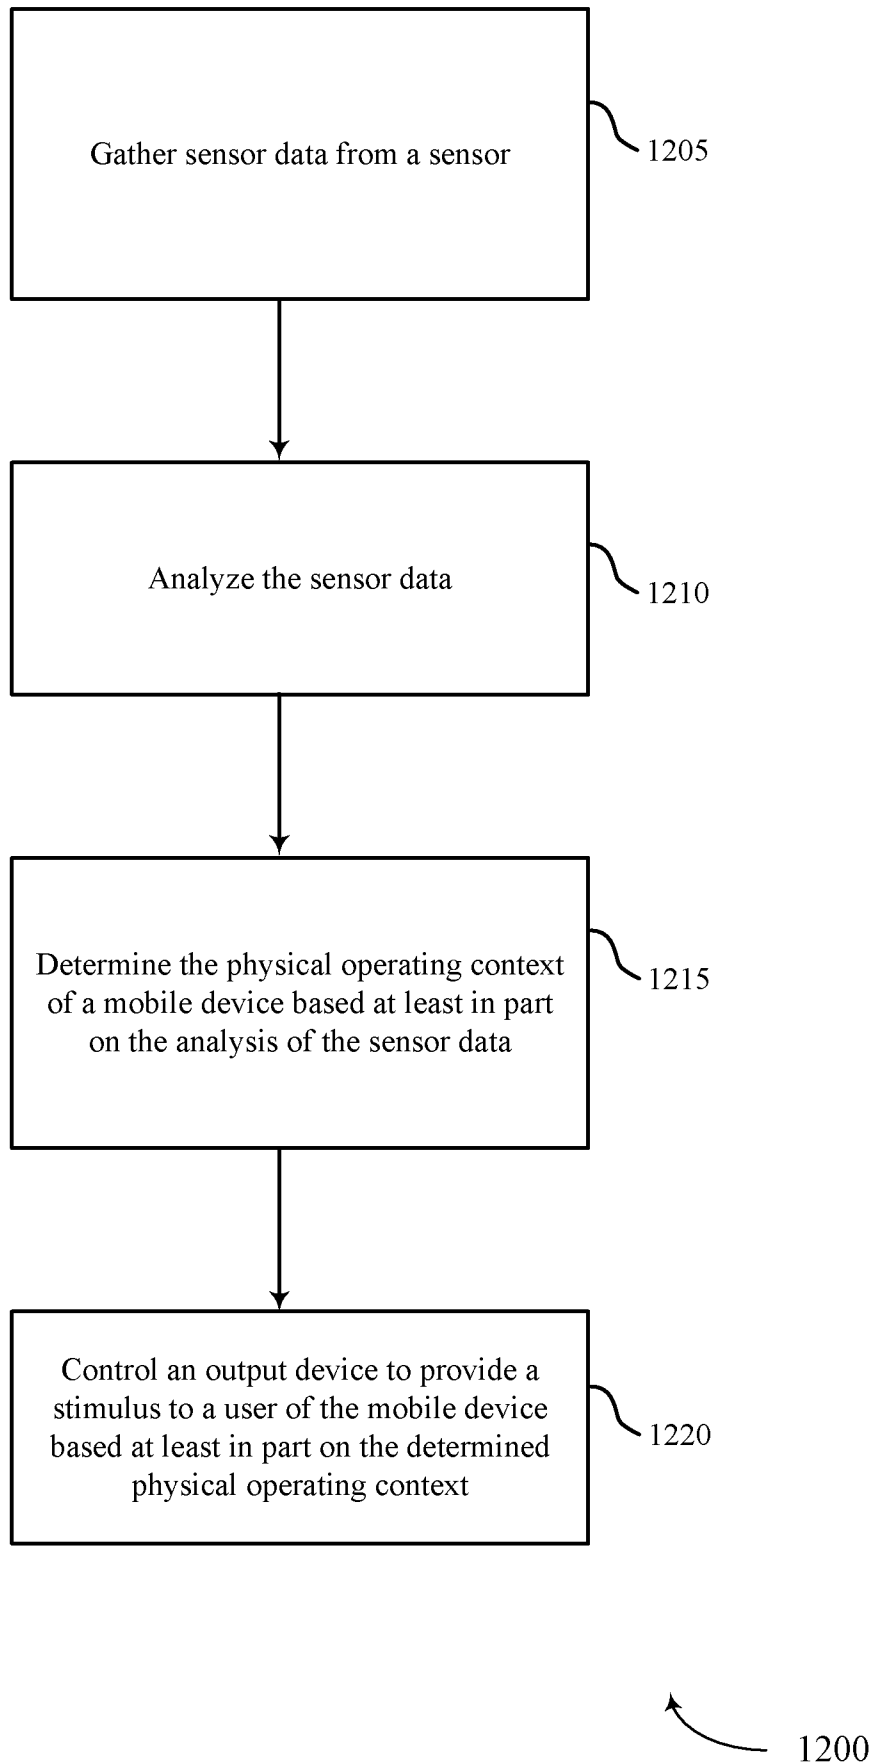 Gather sensor data from a sensor
1205
Analyze the sensor data
1210
Determine the physical operating context
of a mobile device based at least in part
on the analysis of the sensor data
1215
Control an output device to provide a
stimulus to a user of the mobile device
based at least in part on the determined
physical operating context
1220
1200